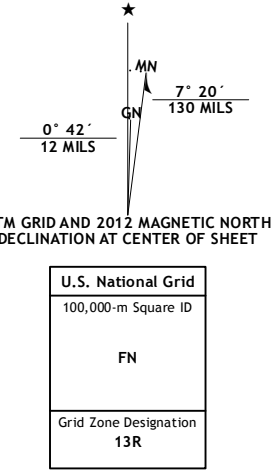 ★
MN
GN
7° 20´
130 MILS
0° 42´
12 MILS
TM GRID AND 2012 MAGNETIC NORTH
DECLINATION AT CENTER OF SHEET
U.S. National Grid
100,000-m Square ID
FN
Grid Zone Designation
13R